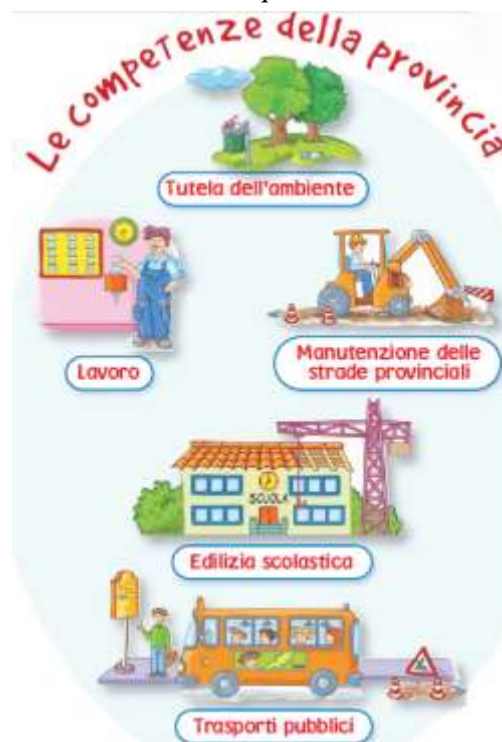 Le competenze della provincia
Tutela dell'ambiente
Lavoro
Manutenzione delle
strade provinciali
SCUOLA
Edilizia scolastica
Trasporti pubblici